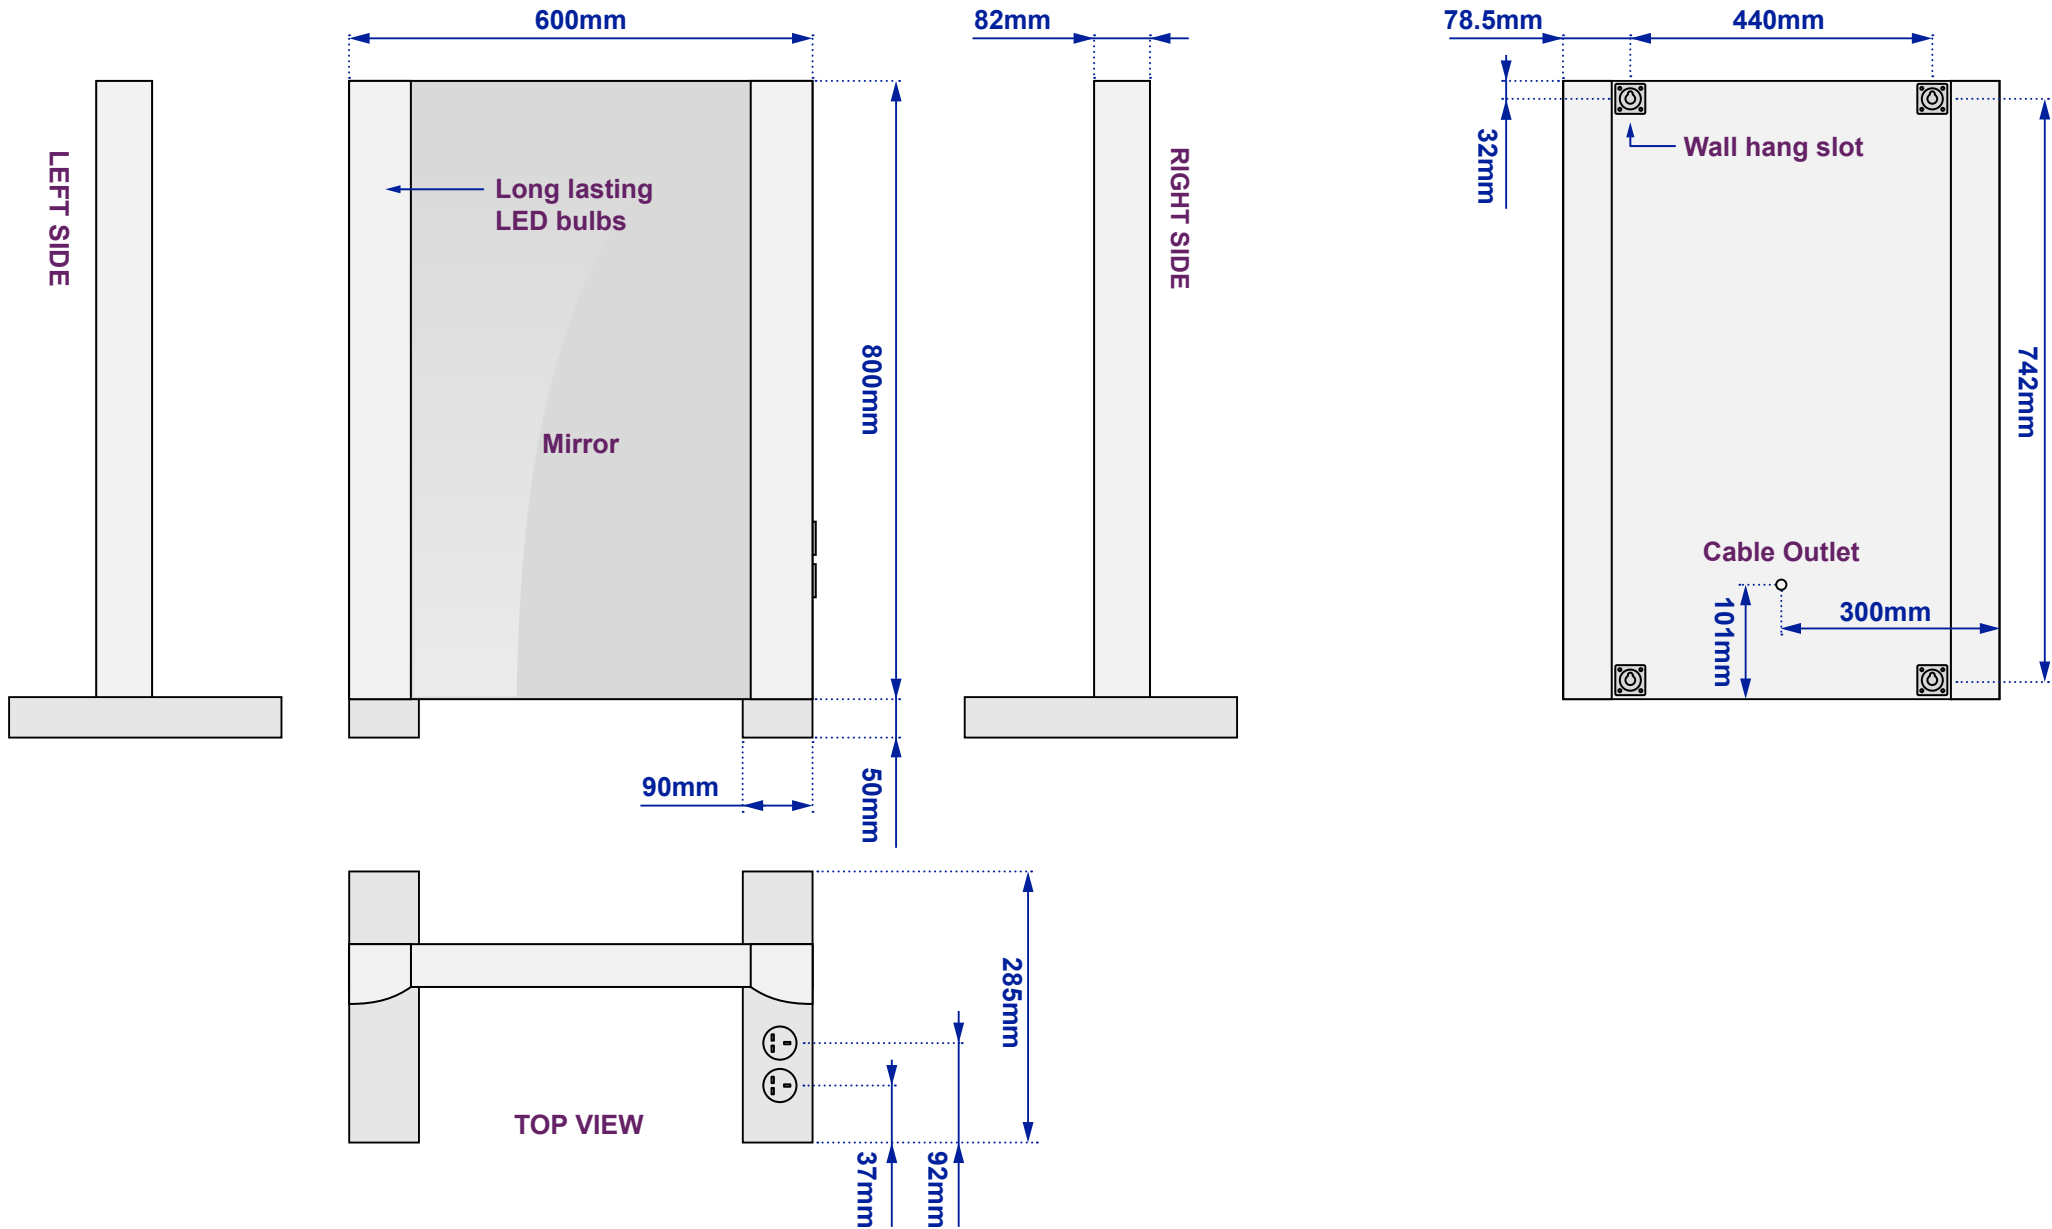 600mm
82mm
78.5mm
440mm
LEFT SIDE
Long lasting
LED bulbs
RIGHT SIDE
32mm
Wall hang slot
800mm
742mm
Mirror
Cable Outlet
101mm
300mm
90mm
50mm
285mm
TOP VIEW
37mm
92mm